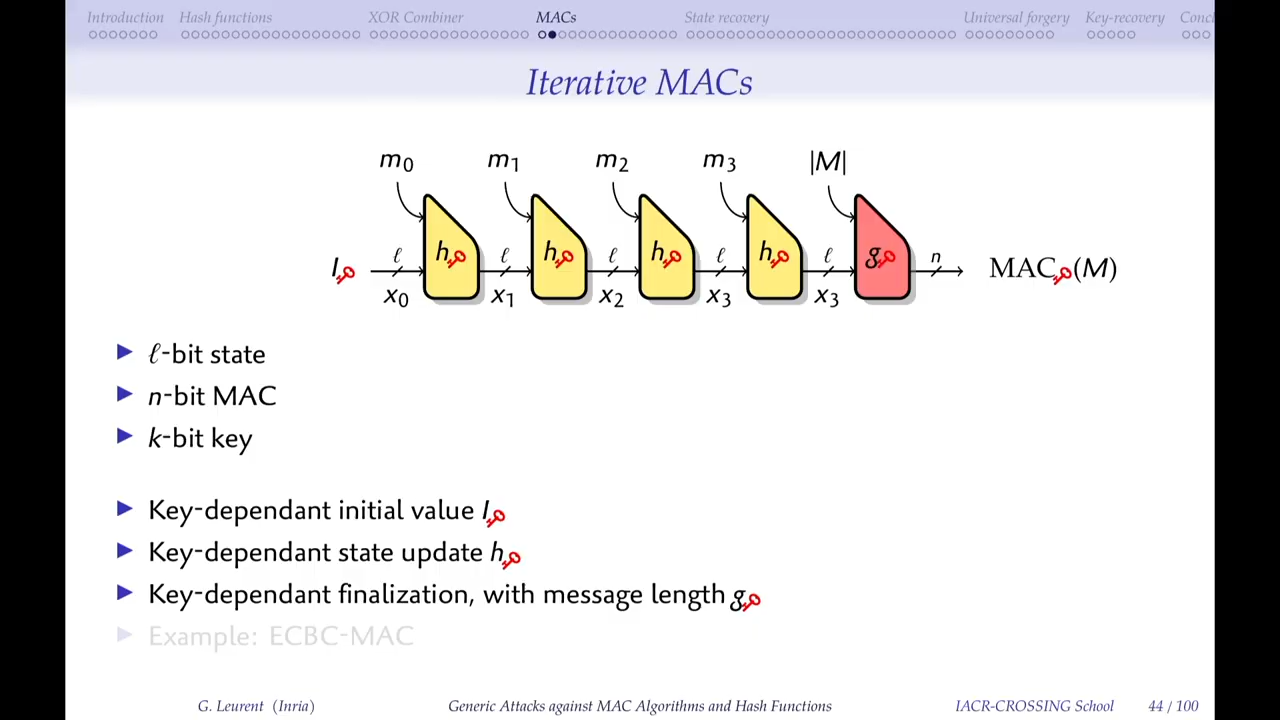 Introduction Hash functions XOR Combiner MACs State recovery Universal forgery Key-recovery Concl
Iterative MACs
m0 m1 m2 m3 |M|
h h h h g
I ℓ ℓ ℓ ℓ ℓ n MAC(M)
x0 x1 x2 x3 x3
ℓ-bit state
n-bit MAC
k-bit key
Key-dependant initial value I
Key-dependant state update h
Key-dependant finalization, with message length g
Example: ECBC-MAC
G. Leurent (Inria) Generic Attacks against MAC Algorithms and Hash Functions IACR-CROSSING School 44 / 100